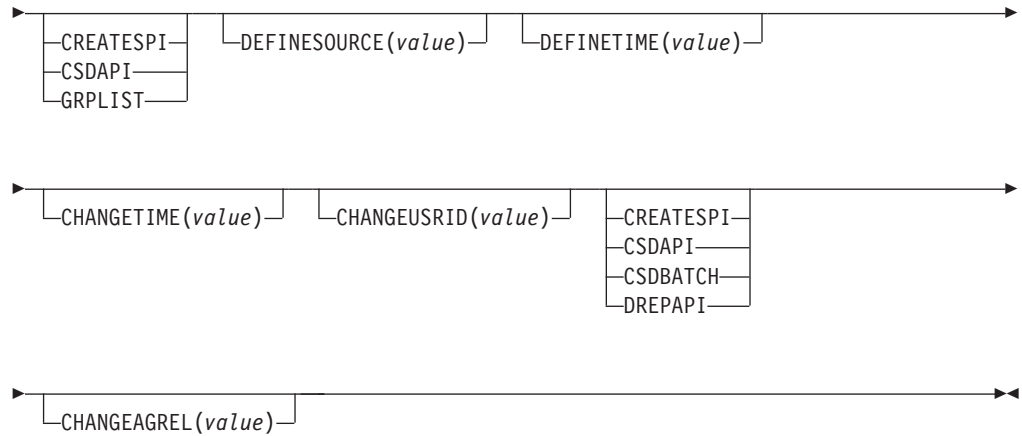 CREATESPI DEFINESOURCE(value) DEFINETIME(value)
CSDAPI
GRPLIST
CHANGETIME(value) CHANGEUSRID(value) CREATESPI
CSDAPI
CSDBATCH
DREPAPI
CHANGEAGREL(value)